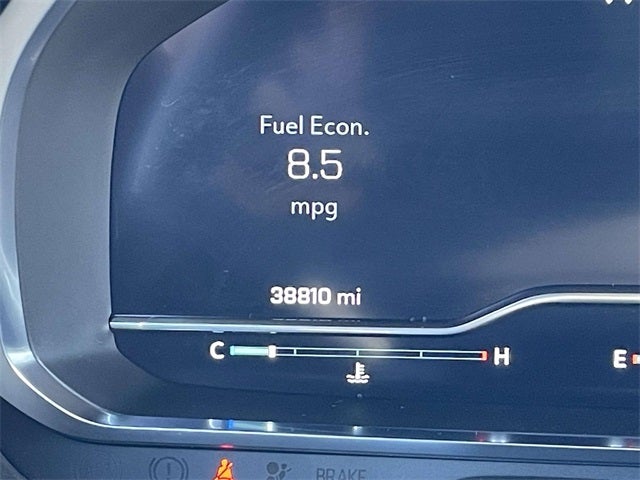 Fuel Econ.
8.5
mpg
38810 mi
C H E
BRAKE